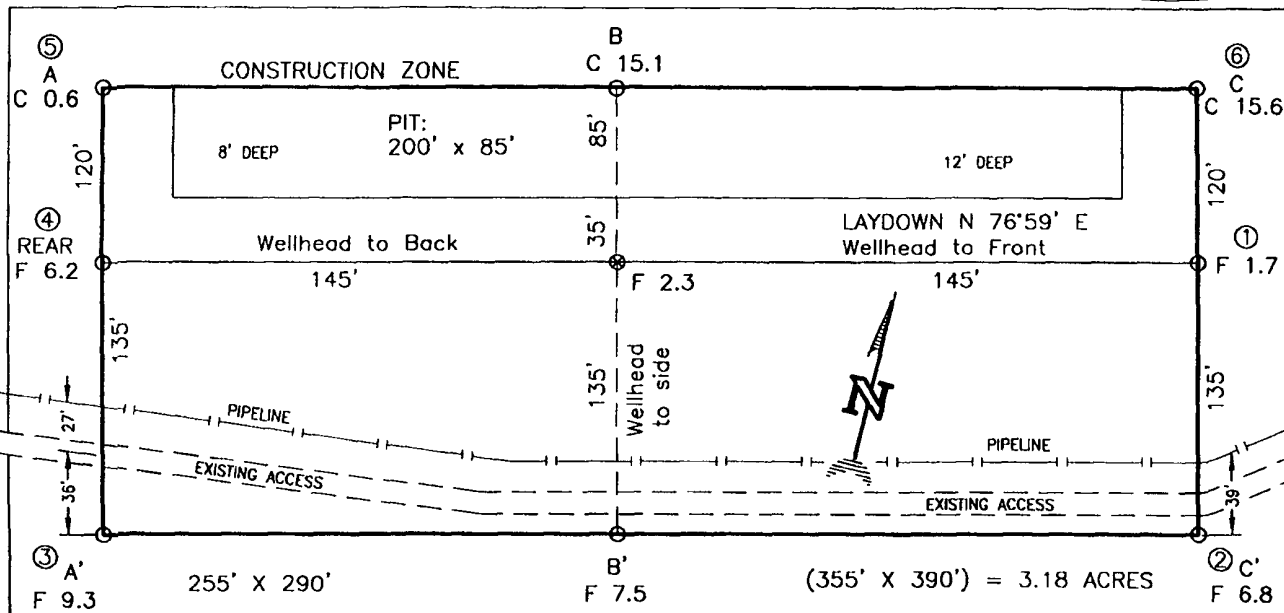 ⑤
A
C 0.6
CONSTRUCTION ZONE
B
C 15.1
⑥
C
C 15.6
PIT:
200' x 85'
8' DEEP
12' DEEP
85'
120'
120'
④
REAR
F 6.2
Wellhead to Back
145'
35'
F 2.3
LAYDOWN N 76°59' E
Wellhead to Front
145'
①
F 1.7
135'
135'
Wellhead
to side
135'
N
27'
PIPELINE
PIPELINE
36'
EXISTING ACCESS
EXISTING ACCESS
39'
③
A'
F 9.3
255' X 290'
B'
F 7.5
(355' X 390') = 3.18 ACRES
②
C'
F 6.8